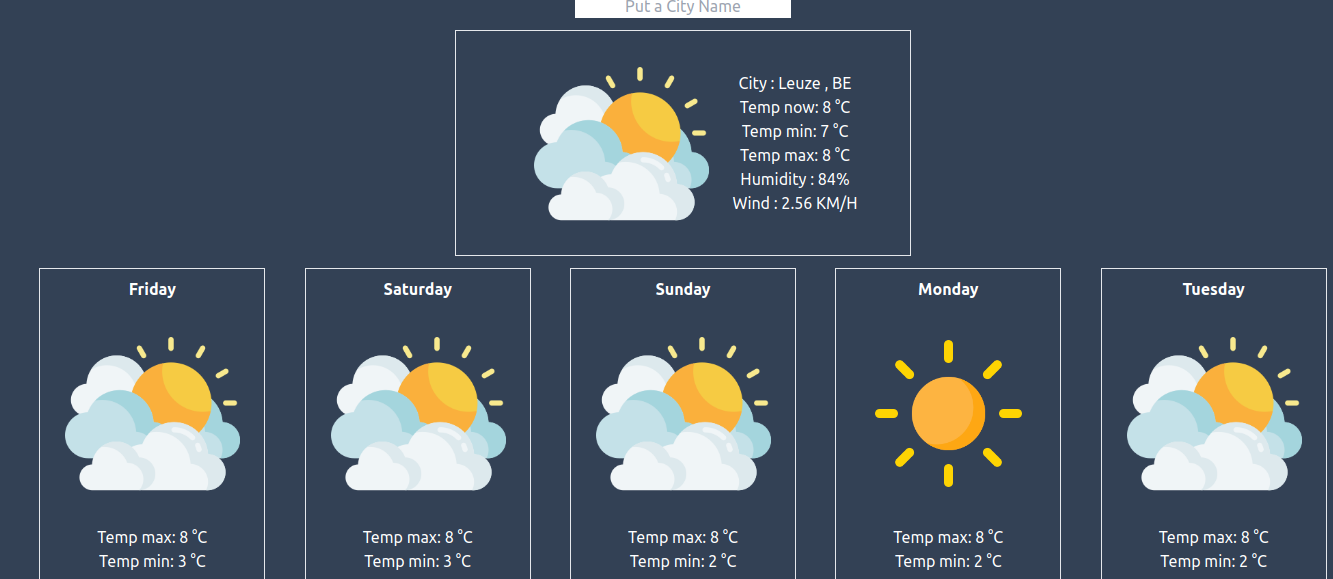 Put a City Name
City : Leuze , BE
Temp now: 8 °C
Temp min: 7 °C
Temp max: 8 °C
Humidity : 84%
Wind : 2.56 KM/H
Friday
Temp max: 8 °C
Temp min: 3 °C
Saturday
Temp max: 8 °C
Temp min: 3 °C
Sunday
Temp max: 8 °C
Temp min: 2 °C
Monday
Temp max: 8 °C
Temp min: 2 °C
Tuesday
Temp max: 8 °C
Temp min: 2 °C